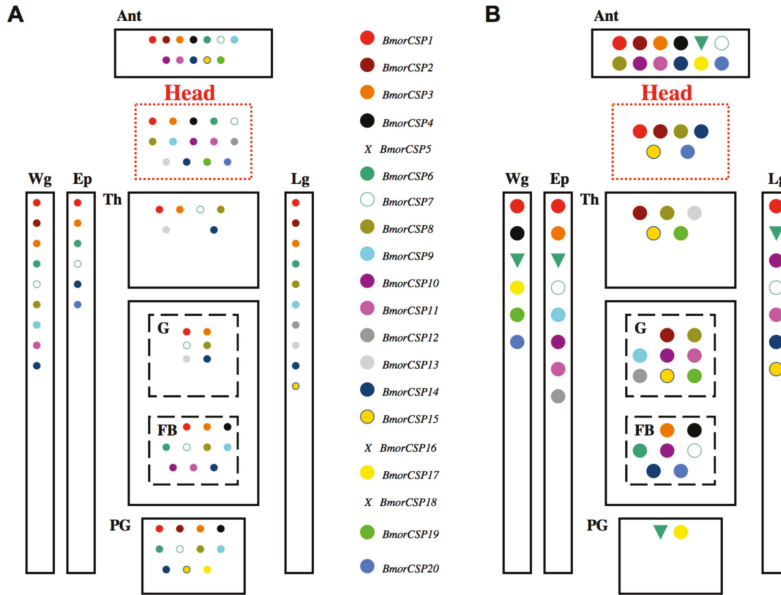 A
Ant
Head
Wg
Ep
Th
Lg
G
FB
PG
BmorCSP1
BmorCSP2
BmorCSP3
BmorCSP4
x BmorCSP5
BmorCSP6
BmorCSP7
BmorCSP8
BmorCSP9
BmorCSP10
BmorCSP11
BmorCSP12
BmorCSP13
BmorCSP14
BmorCSP15
x BmorCSP16
BmorCSP17
x BmorCSP18
BmorCSP19
BmorCSP20
B
Ant
Head
Wg
Ep
Th
Lg
G
FB
PG